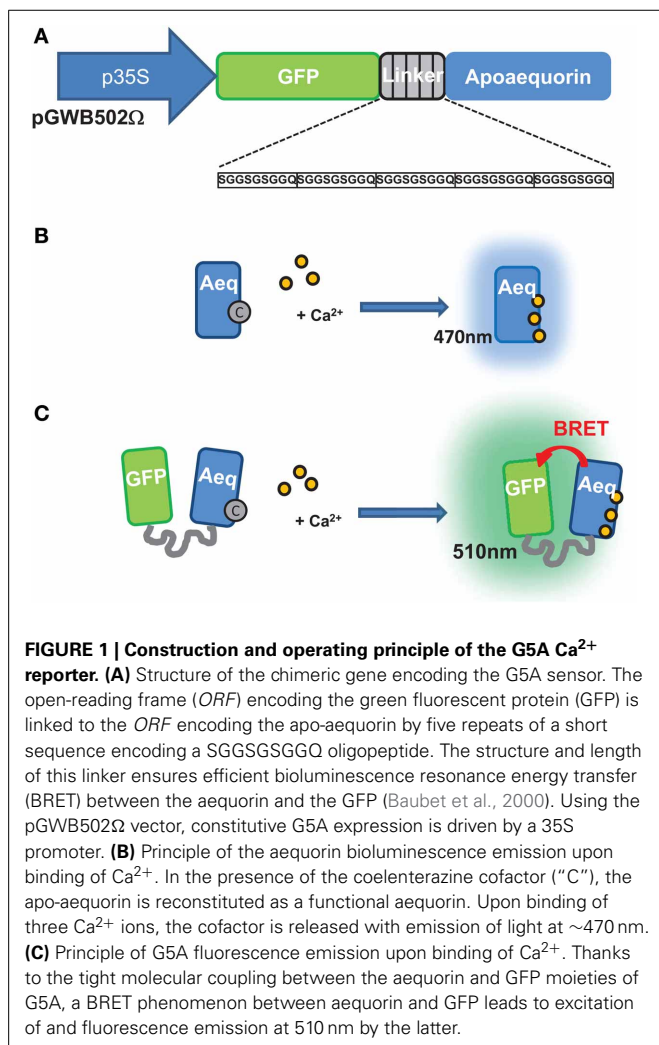 A
p35S
GFP
Linker
Apoaequorin
pGWB502Ω
SGGSGSGGQSGGSGSGGQSGGSGSGGQSGGSGSGGQSGGSGSGGQ
B
Aeq
C
+ Ca²⁺
Aeq
470nm
C
GFP
Aeq
C
+ Ca²⁺
BRET
GFP
Aeq
510nm
FIGURE 1 | Construction and operating principle of the G5A Ca²⁺
reporter. (A) Structure of the chimeric gene encoding the G5A sensor. The
open-reading frame (ORF) encoding the green fluorescent protein (GFP) is
linked to the ORF encoding the apo-aequorin by five repeats of a short
sequence encoding a SGGSGSGGQ oligopeptide. The structure and length
of this linker ensures efficient bioluminescence resonance energy transfer
(BRET) between the aequorin and the GFP (Baubet et al., 2000). Using the
pGWB502Ω vector, constitutive G5A expression is driven by a 35S
promoter. (B) Principle of the aequorin bioluminescence emission upon
binding of Ca²⁺. In the presence of the coelenterazine cofactor (“C”), the
apo-aequorin is reconstituted as a functional aequorin. Upon binding of
three Ca²⁺ ions, the cofactor is released with emission of light at ~470 nm.
(C) Principle of G5A fluorescence emission upon binding of Ca²⁺. Thanks
to the tight molecular coupling between the aequorin and GFP moieties of
G5A, a BRET phenomenon between aequorin and GFP leads to excitation
of and fluorescence emission at 510 nm by the latter.